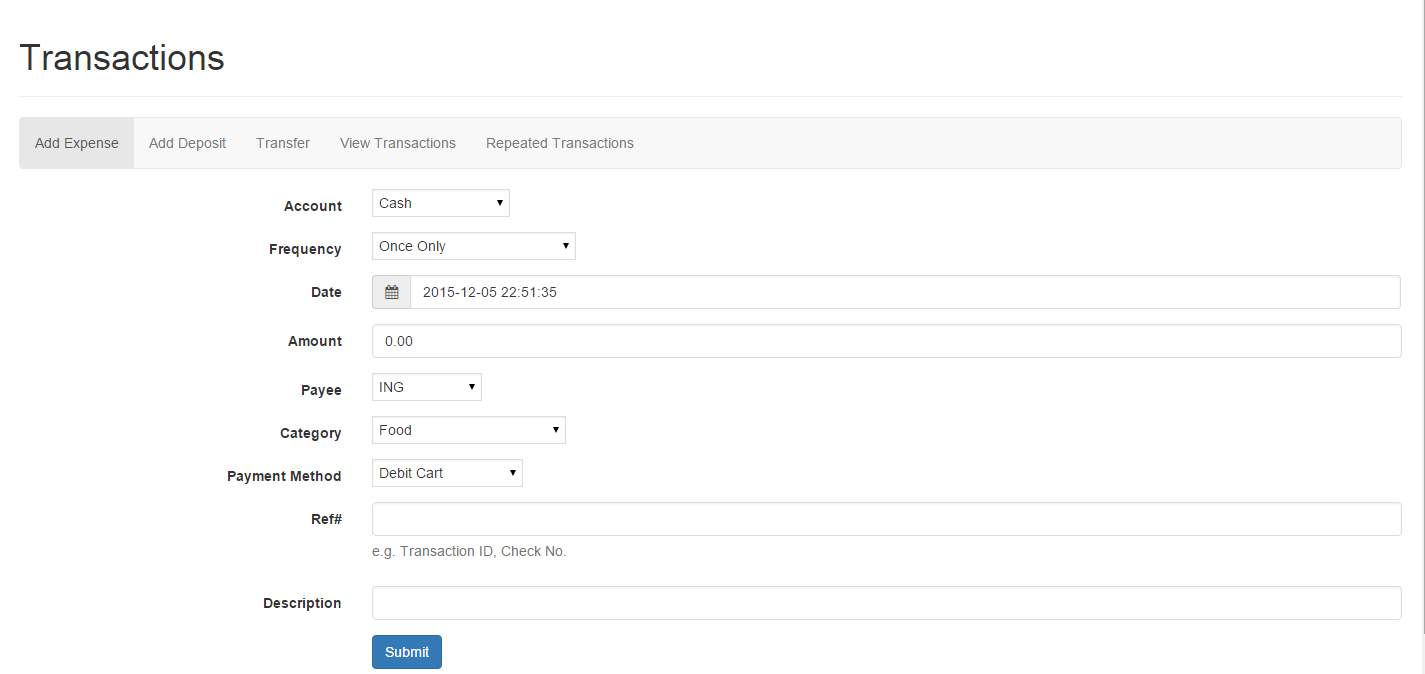 Transactions
Add Expense Add Deposit Transfer View Transactions Repeated Transactions
Account Cash
Frequency Once Only
Date 2015-12-05 22:51:35
Amount 0.00
Payee ING
Category Food
Payment Method Debit Cart
Ref#
e.g. Transaction ID, Check No.
Description
Submit